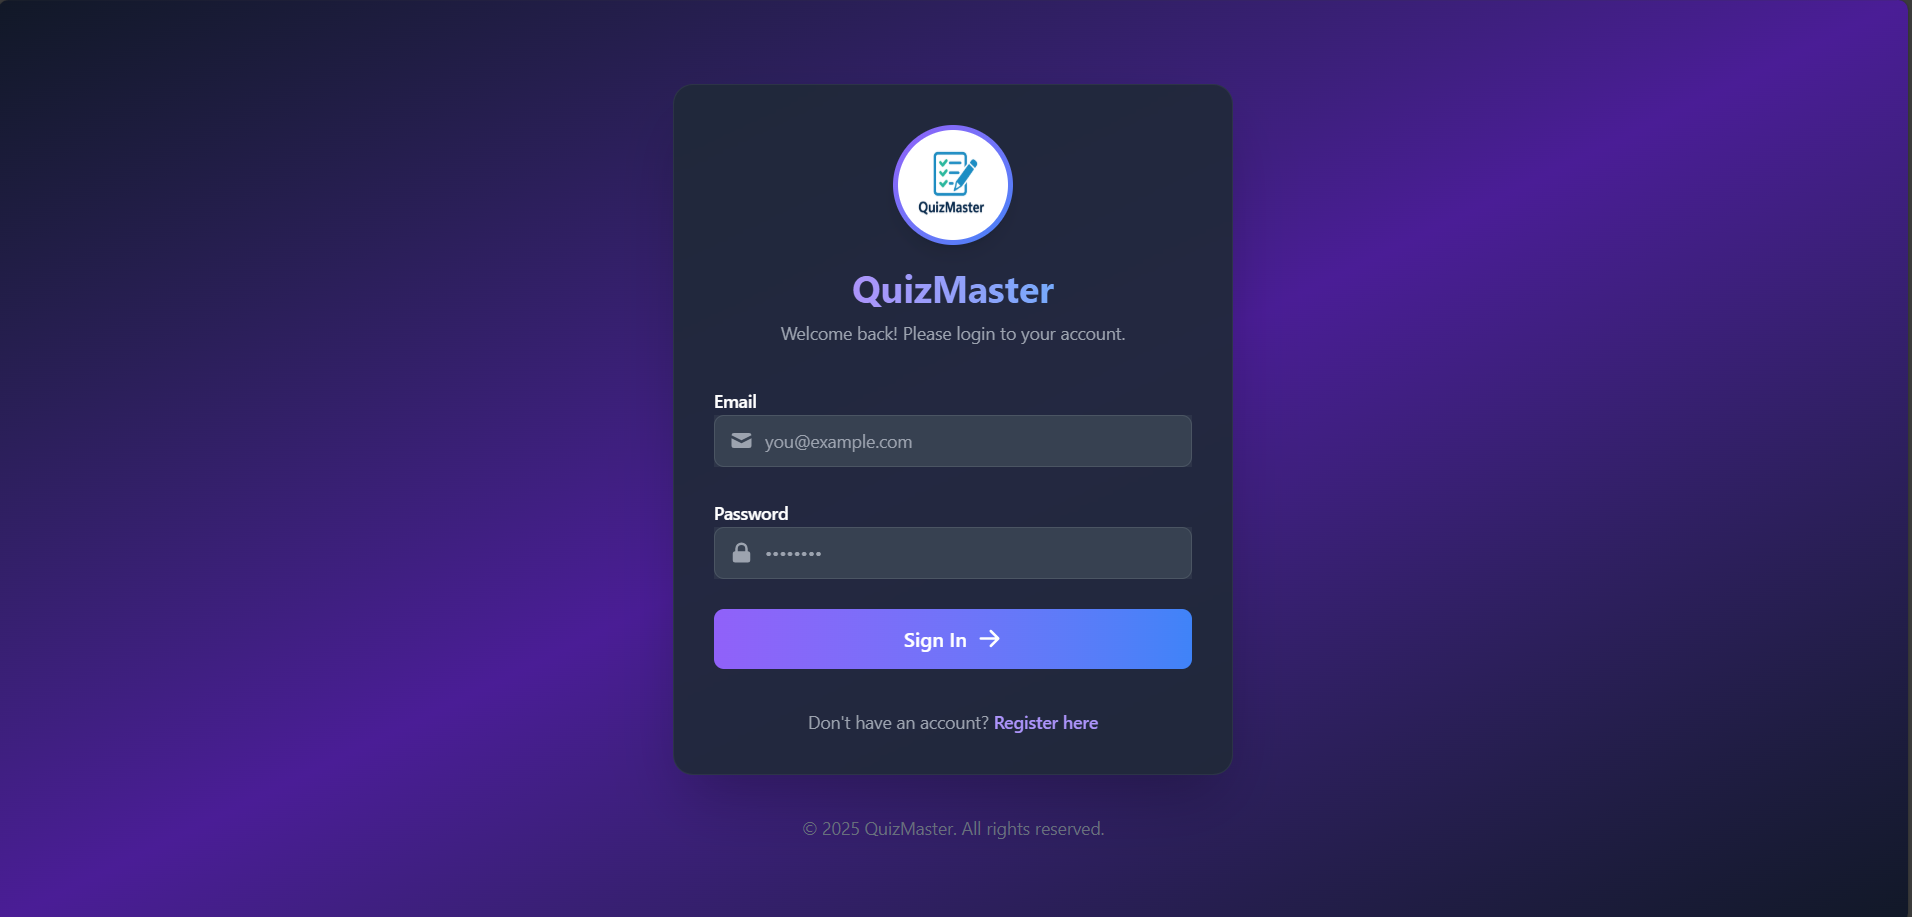 QuizMaster
QuizMaster
Welcome back! Please login to your account.
Email
you@example.com
Password
••••••••
Sign In →
Don't have an account? Register here
© 2025 QuizMaster. All rights reserved.